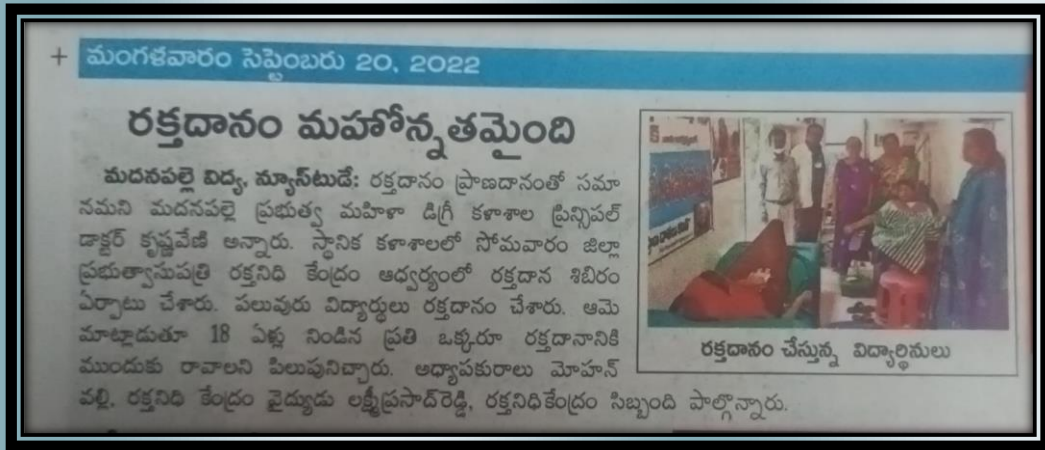 + మంగళవారం సెప్టెంబరు 20, 2022
రక్తదానం మహోన్నతమైంది
మదనపల్లె విద్య, న్యూస్‌టుడే: రక్తదానం ప్రాణదానంతో సమా
నమని మదనపల్లె ప్రభుత్వ మహిళా డిగ్రీ కళాశాల ప్రిన్సిపల్
డాక్టర్ కృష్ణవేణి అన్నారు. స్థానిక కళాశాలలో సోమవారం జిల్లా
ప్రభుత్వాసుపత్రి రక్తనిధి కేంద్రం ఆధ్వర్యంలో రక్తదాన శిబిరం
ఏర్పాటు చేశారు. పలువురు విద్యార్థులు రక్తదానం చేశారు. ఆమె
మాట్లాడుతూ 18 ఏళ్లు నిండిన ప్రతి ఒక్కరూ రక్తదానానికి
ముందుకు రావాలని పిలుపునిచ్చారు. అధ్యాపకురాలు మోహన్
వల్లి, రక్తనిధి కేంద్రం వైద్యుడు లక్ష్మీప్రసాద్‌రెడ్డి, రక్తనిధికేంద్రం సిబ్బంది పాల్గొన్నారు.
రక్తదానం చేస్తున్న విద్యార్థినులు